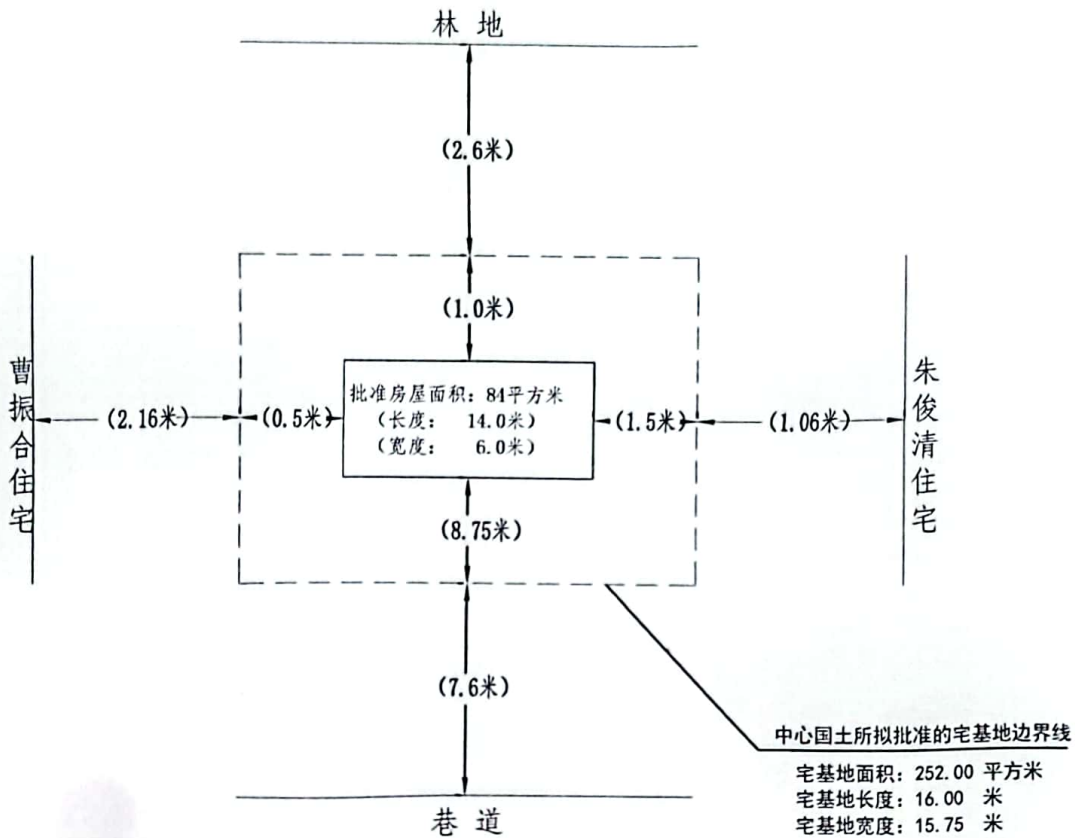 林地
(2.6米)
(1.0米)
曹振合住宅
(2.16米)
(0.5米)
批准房屋面积：84平方米
(长度： 14.0米)
(宽度： 6.0米)
(1.5米)
(1.06米)
朱俊清住宅
(8.75米)
(7.6米)
中心国土所拟批准的宅基地边界线
宅基地面积：252.00 平方米
宅基地长度：16.00 米
宅基地宽度：15.75 米
巷道